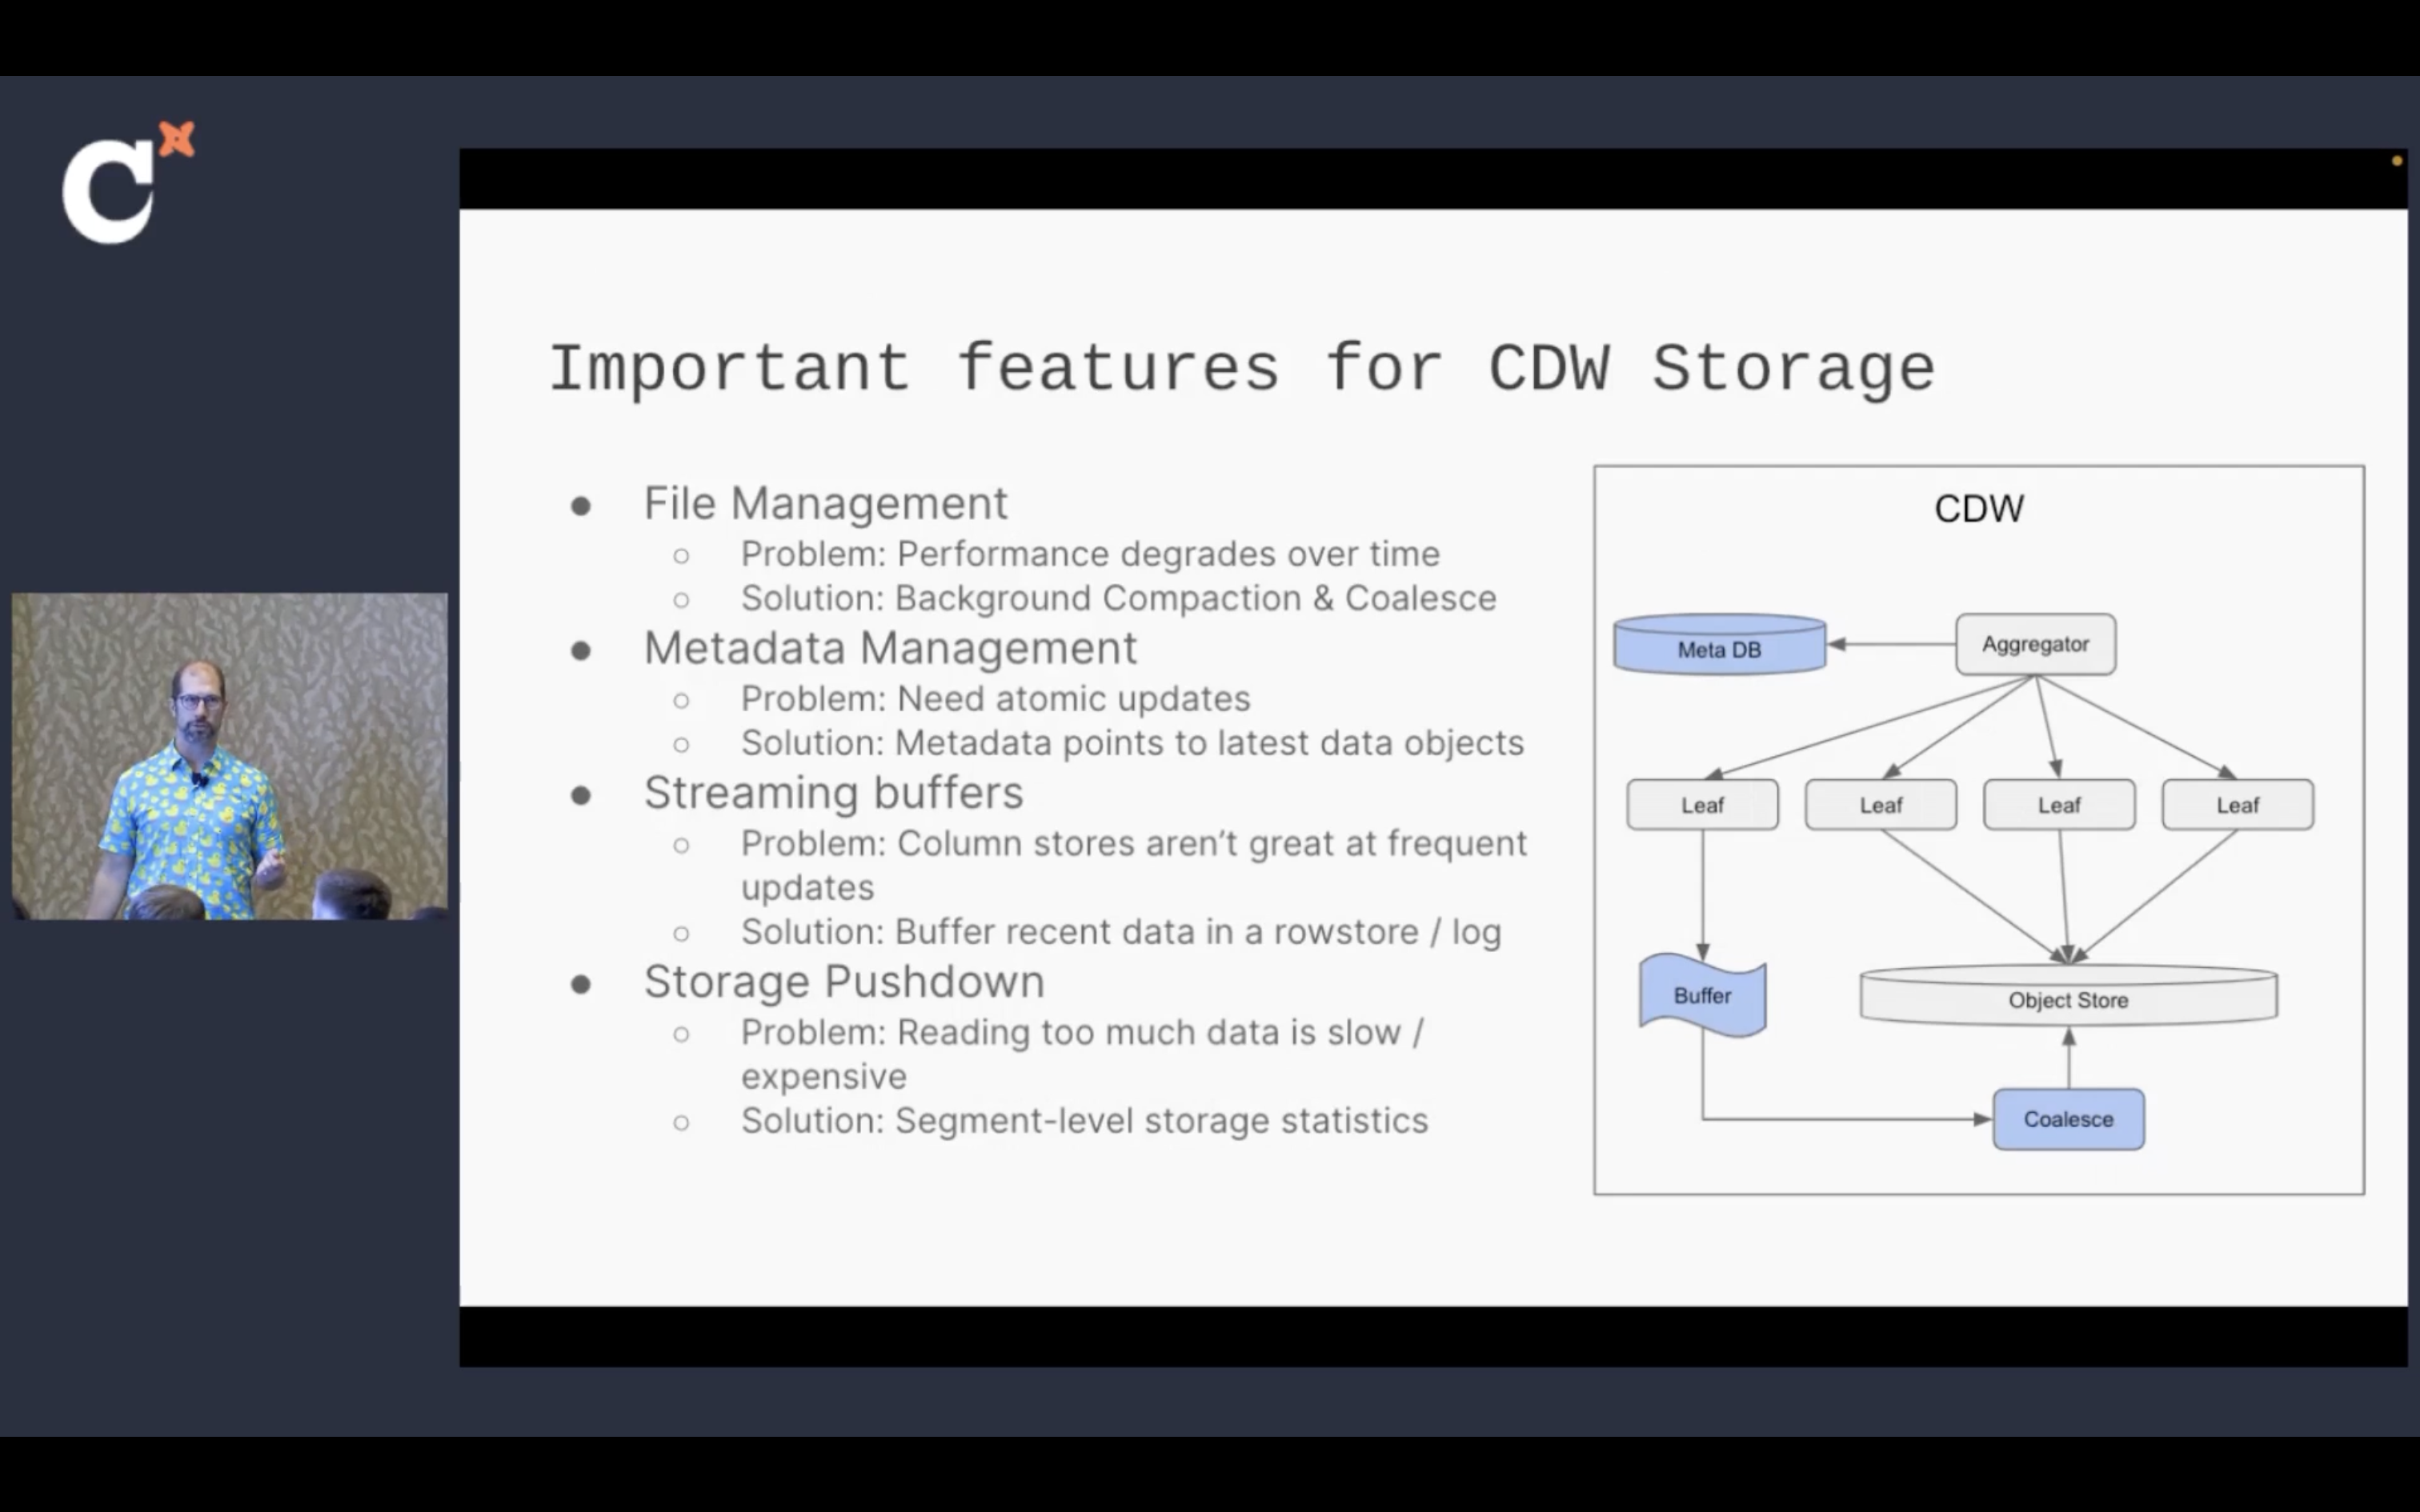 C
Important features for CDW Storage
● File Management
○ Problem: Performance degrades over time
○ Solution: Background Compaction & Coalesce
● Metadata Management
○ Problem: Need atomic updates
○ Solution: Metadata points to latest data objects
● Streaming buffers
○ Problem: Column stores aren’t great at frequent
updates
○ Solution: Buffer recent data in a rowstore / log
● Storage Pushdown
○ Problem: Reading too much data is slow /
expensive
○ Solution: Segment-level storage statistics
CDW
Meta DB
Aggregator
Leaf
Leaf
Leaf
Leaf
Buffer
Object Store
Coalesce